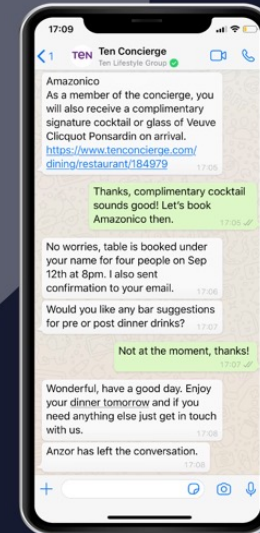 17:09
1
TEN
Ten Concierge
Ten Lifestyle Group
Amazonico
As a member of the concierge, you
will also receive a complimentary
signature cocktail or glass of Veuve
Clicquot Ponsardin on arrival.
https://www.tenconcierge.com/
dining/restaurant/184979
17:05
Thanks, complimentary cocktail
sounds good! Let's book
Amazonico then.
17:05
No worries, table is booked under
your name for four people on Sep
12th at 8pm. I also sent
confirmation to your email.
17:06
Would you like any bar suggestions
for pre or post dinner drinks?
17:07
Not at the moment, thanks!
17:07
Wonderful, have a good day. Enjoy
your dinner tomorrow and if you
need anything else just get in touch
with us.
17:08
Anzor has left the conversation.
17:08